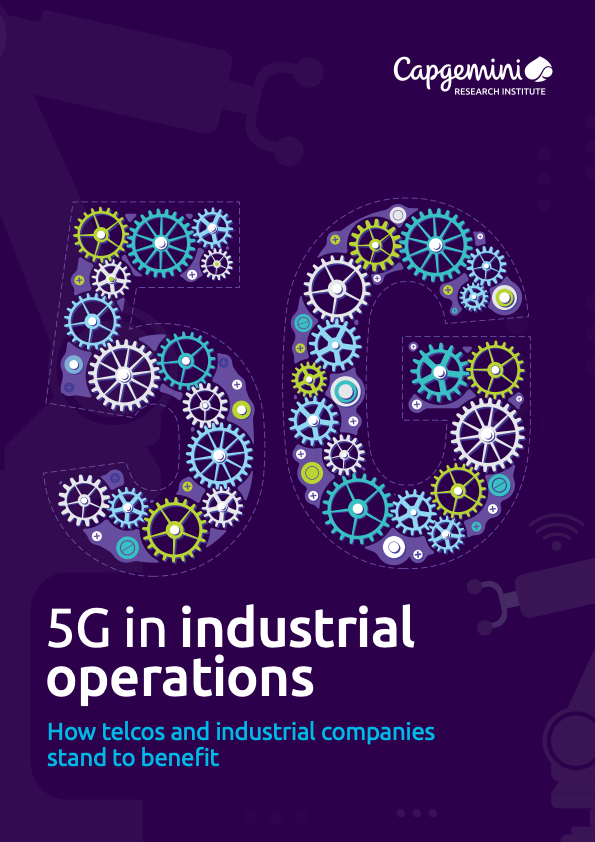 Capgemini
RESEARCH INSTITUTE
5G
5G in industrial
operations
How telcos and industrial companies
stand to benefit